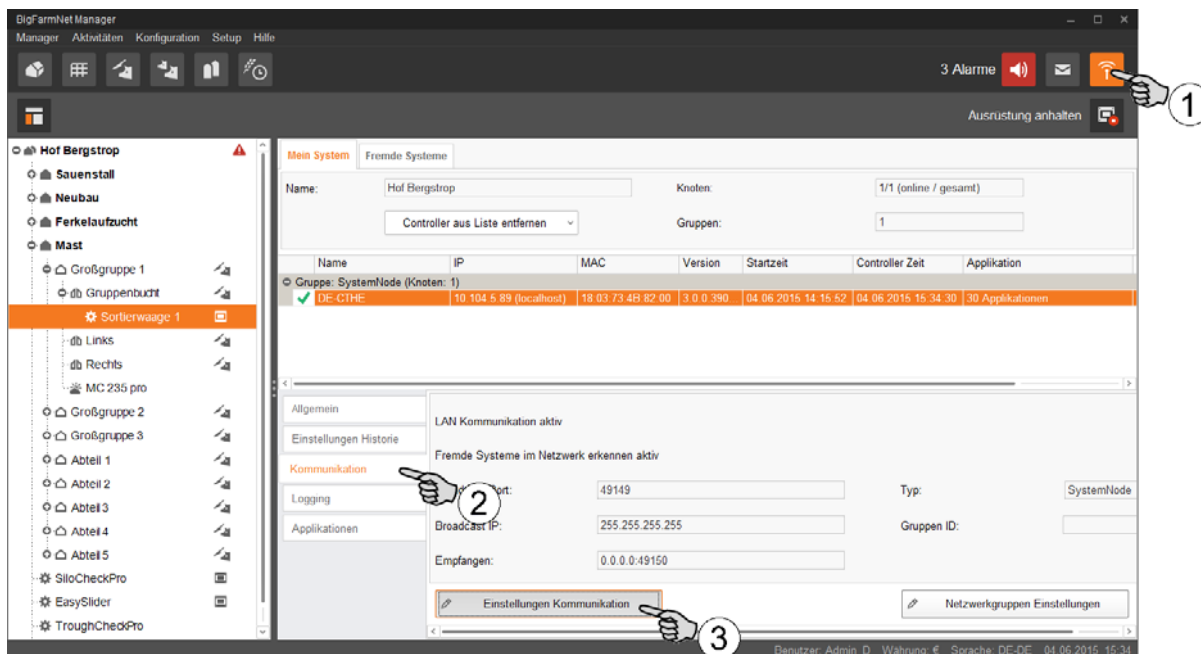 BigFarmNet Manager
Manager Aktivitäten Konfiguration Setup Hilfe
3 Alarme
1
Ausrüstung anhalten
Hof Bergstrop
Sauenstall
Neubau
Ferkelaufzucht
Mast
Großgruppe 1
Gruppenbucht
Sortierwaage 1
Links
Rechts
MC 235 pro
Großgruppe 2
Großgruppe 3
Abteil 1
Abteil 2
Abteil 3
Abteil 4
Abteil 5
SiloCheckPro
EasySlider
TroughCheckPro
Mein System Fremde Systeme
Name: Hof Bergstrop Knoten: 1/1 (online / gesamt)
Controller aus Liste entfernen Gruppen: 1
Name IP MAC Version Startzeit Controller Zeit Applikation
Gruppe: SystemNode (Knoten: 1)
DE-CTHE 10.104.5.89 (localhost) 18:03:73:4B:82:00 3.0.0.390... 04.06.2015 14:15:52 04.06.2015 15:34:30 30 Applikationen
Allgemein
Einstellungen Historie
Kommunikation
Logging
Applikationen
2
LAN Kommunikation aktiv
Fremde Systeme im Netzwerk erkennen aktiv
ort: 49149 Typ: SystemNode
Broadcast IP: 255.255.255.255 Gruppen ID:
Empfangen: 0.0.0.0:49150
Einstellungen Kommunikation Netzwerkgruppen Einstellungen
3
Benutzer: Admin_D Währung: € Sprache: DE-DE 04.06.2015 15:34